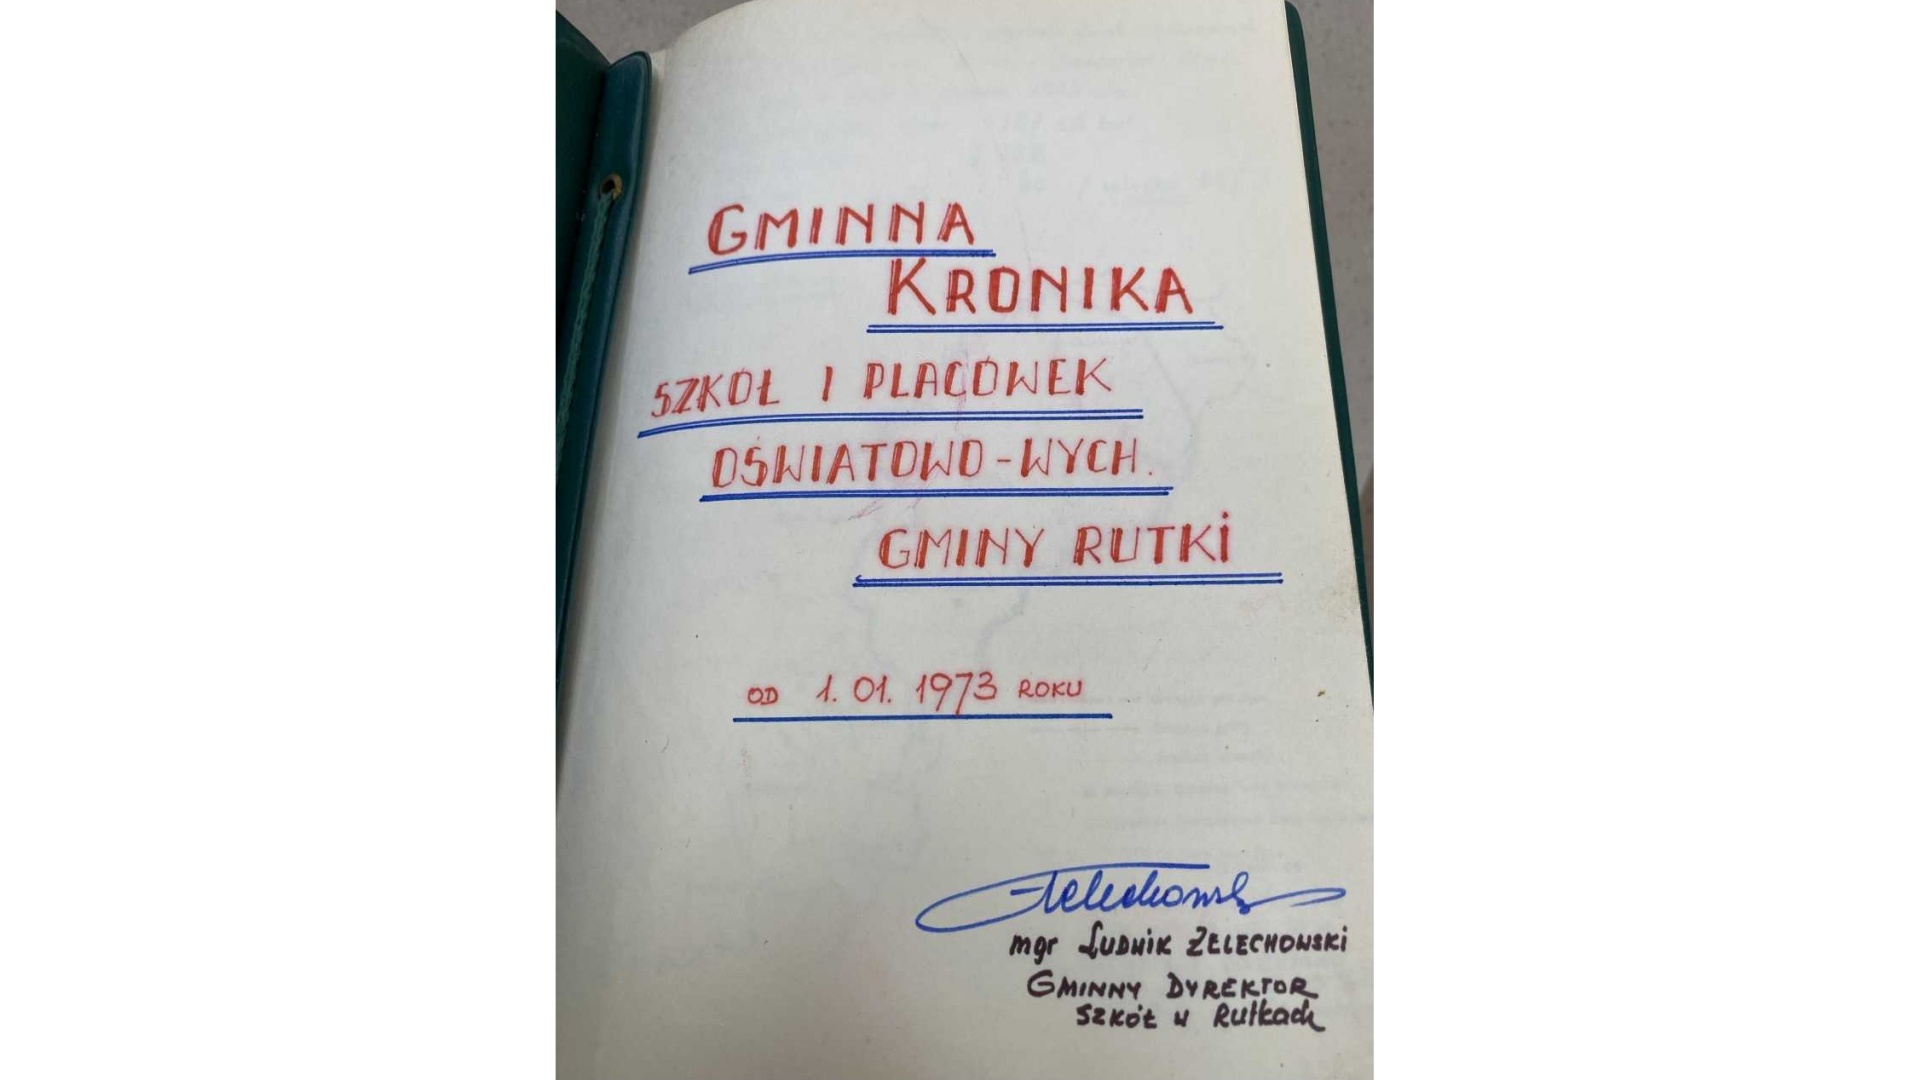 GMINNA
KRONIKA
SZKÓŁ I PLACÓWEK
OŚWIATOWO-WYCH.
GMINY RUTKI
OD 1.01.1973 ROKU
Żelechowski
mgr LUDWIK ŻELECHOWSKI
GMINNY DYREKTOR
SZKÓŁ W Rutkach